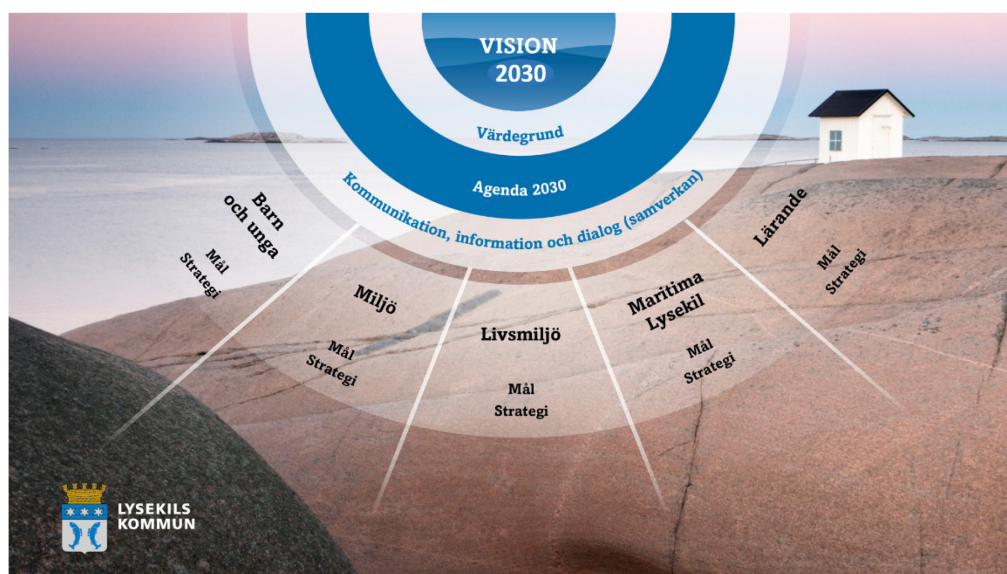 VISION
2030
Värdegrund
Agenda 2030
Kommunikation, information och dialog (samverkan)
Barn
och unga
Mål
Strategi
Miljö
Mål
Strategi
Livsmiljö
Mål
Strategi
Maritima
Lysekil
Mål
Strategi
Lärande
Mål
Strategi
LYSEKILS
KOMMUN